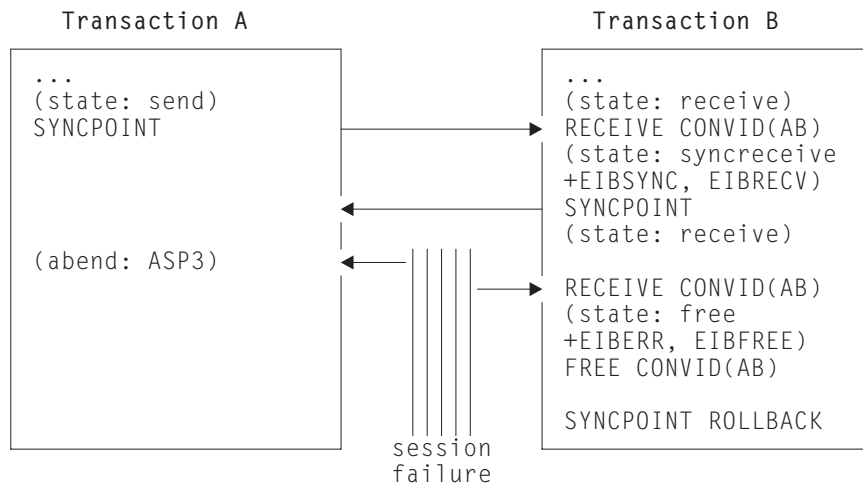 Transaction A
Transaction B
...
(state: send)
SYNCPOINT
(abend: ASP3)
...
(state: receive)
RECEIVE CONVID(AB)
(state: syncreceive
+EIBSYNC, EIBRECV)
SYNCPOINT
(state: receive)
RECEIVE CONVID(AB)
(state: free
+EIBERR, EIBFREE)
FREE CONVID(AB)
SYNCPOINT ROLLBACK
session
failure